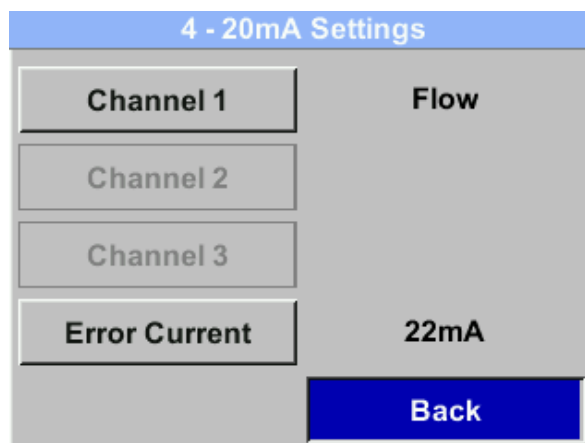 4 - 20mA Settings
Channel 1 Flow
Channel 2
Channel 3
Error Current 22mA
Back